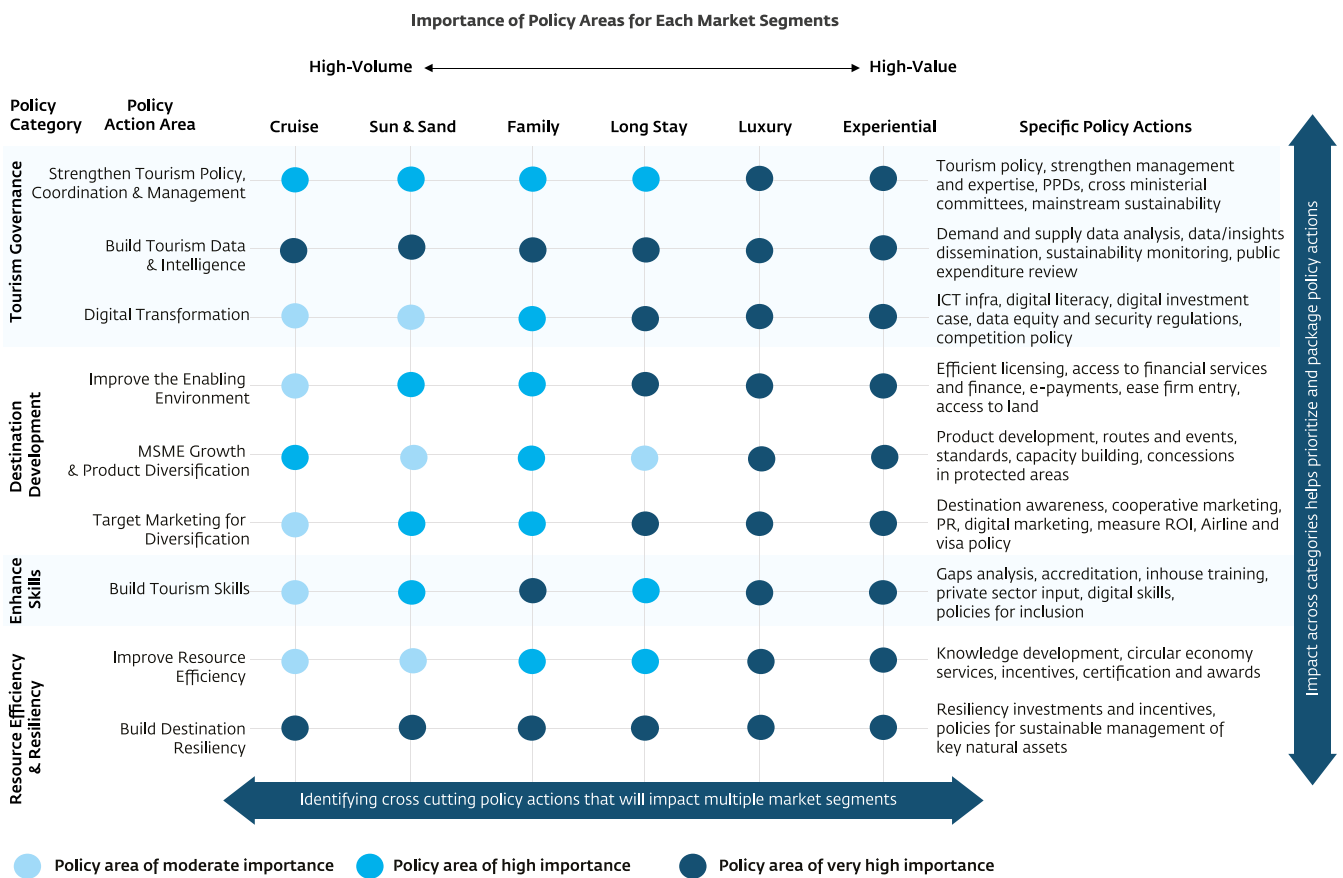 Importance of Policy Areas for Each Market Segments
High-Volume
High-Value
Policy
Category
Policy
Action Area
Cruise
Sun & Sand
Family
Long Stay
Luxury
Experiential
Specific Policy Actions
Tourism Governance
Strengthen Tourism Policy,
Coordination & Management
Tourism policy, strengthen management
and expertise, PPDs, cross ministerial
committees, mainstream sustainability
Build Tourism Data
& Intelligence
Demand and supply data analysis, data/insights
dissemination, sustainability monitoring, public
expenditure review
Digital Transformation
ICT infra, digital literacy, digital investment
case, data equity and security regulations,
competition policy
Destination
Development
Improve the Enabling
Environment
Efficient licensing, access to financial services
and finance, e-payments, ease firm entry,
access to land
MSME Growth
& Product Diversification
Product development, routes and events,
standards, capacity building, concessions
in protected areas
Target Marketing for
Diversification
Destination awareness, cooperative marketing,
PR, digital marketing, measure ROI, Airline and
visa policy
Enhance
Skills
Build Tourism Skills
Gaps analysis, accreditation, inhouse training,
private sector input, digital skills,
policies for inclusion
Resource Efficiency
& Resiliency
Improve Resource
Efficiency
Knowledge development, circular economy
services, incentives, certification and awards
Build Destination
Resiliency
Resiliency investments and incentives,
policies for sustainable management of
key natural assets
Impact across categories helps prioritize and package policy actions
Identifying cross cutting policy actions that will impact multiple market segments
Policy area of moderate importance
Policy area of high importance
Policy area of very high importance